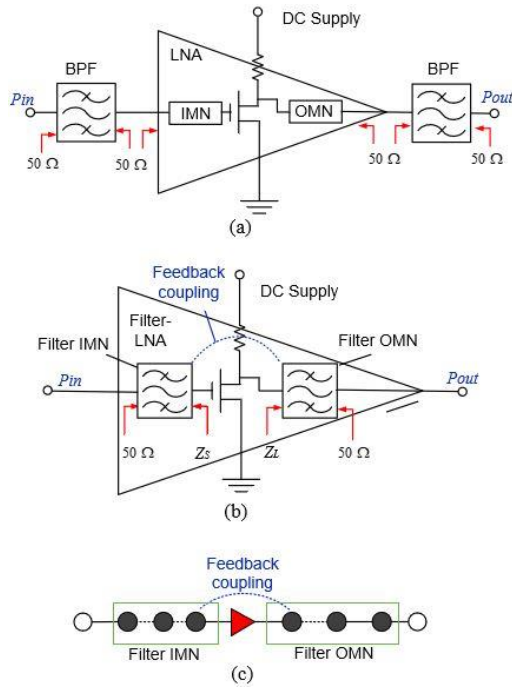 DC Supply
LNA
BPF
BPF
Pin
IMN
OMN
Pout
50 Ω
50 Ω
50 Ω
50 Ω
(a)
Feedback
coupling
DC Supply
Filter-
LNA
Filter IMN
Filter OMN
Pin
Pout
50 Ω
ZS
ZL
50 Ω
(b)
Feedback
coupling
Filter IMN
Filter OMN
(c)